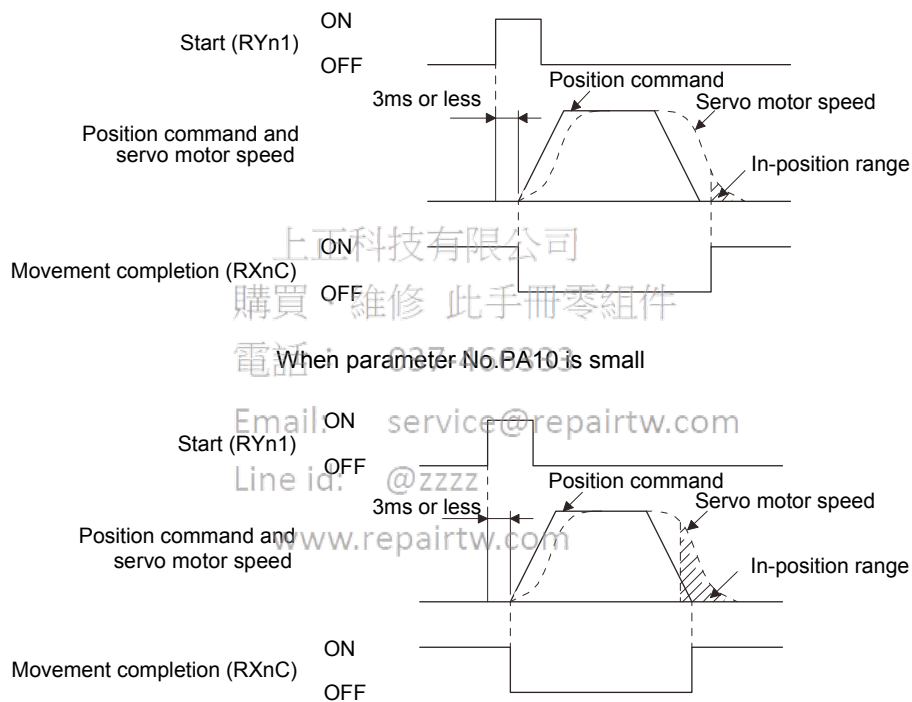 ON
Start (RYn1)
OFF
Position command
3ms or less
Servo motor speed
Position command and
servo motor speed
In-position range
上正科技有限公司
ON
Movement completion (RXnC)
OFF
購買、維修 此手冊零組件
電話: 037-466333
When parameter No.PA10 is small
Email: service@repairtw.com
ON
Start (RYn1)
OFF
Line id: @zzzz
Position command
3ms or less
Servo motor speed
Position command and
servo motor speed
www.repairtw.com
In-position range
ON
Movement completion (RXnC)
OFF